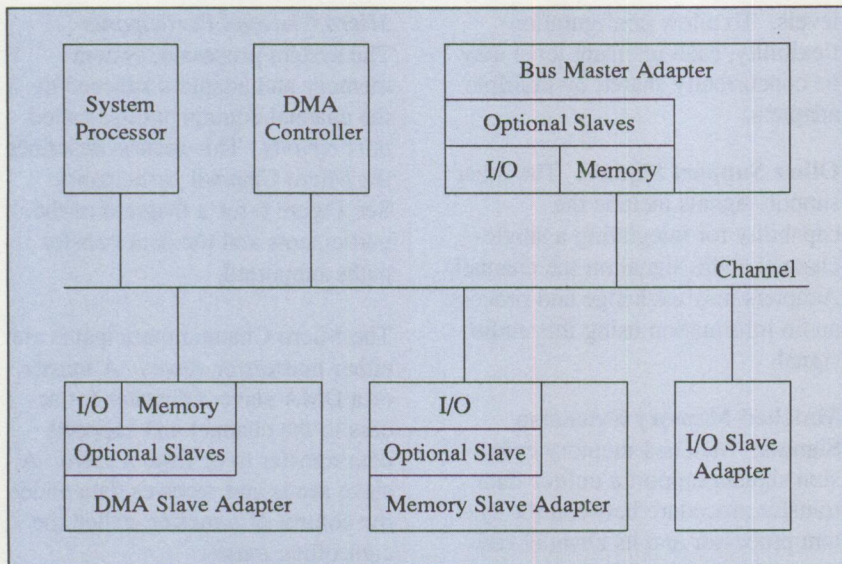 System
Processor
DMA
Controller
Bus Master Adapter
Optional Slaves
I/O Memory
Channel
I/O Memory
Optional Slaves
DMA Slave Adapter
I/O
Optional Slave
Memory Slave Adapter
I/O Slave
Adapter